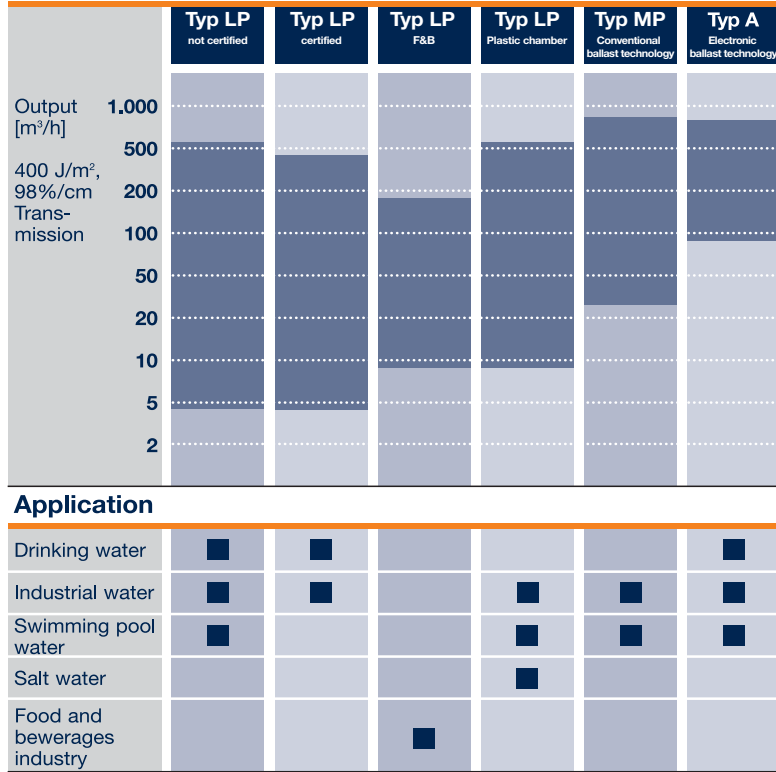 Typ LP
not certified
Typ LP
certified
Typ LP
F&B
Typ LP
Plastic chamber
Typ MP
Conventional
ballast technology
Typ A
Electronic
ballast technology
Output
[m³/h]
400 J/m²,
98%/cm
Trans-
mission
1.000
500
200
100
50
20
10
5
2
Application
Drinking water
Industrial water
Swimming pool
water
Salt water
Food and
bewerages
industry